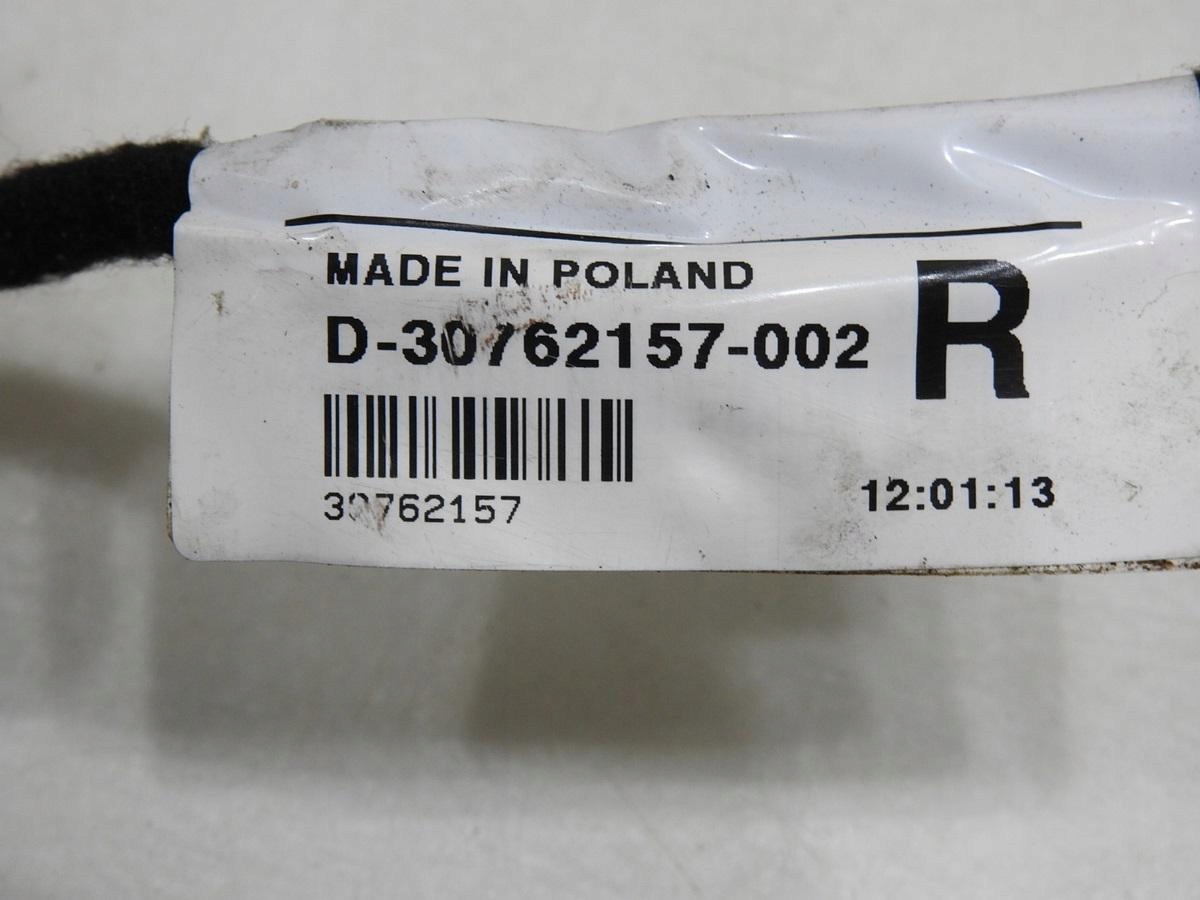 MADE IN POLAND
D-30762157-002
R
30762157
12:01:13